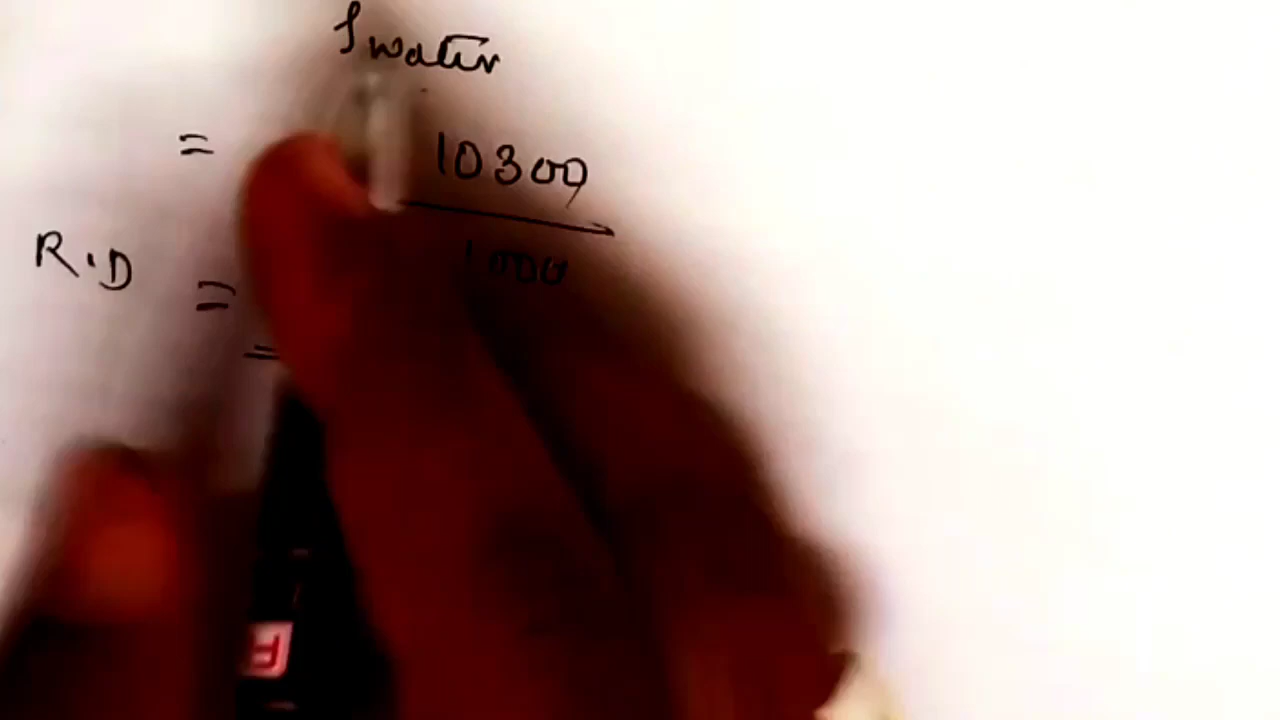 ρwater
= 10300
1000
R.D =
=